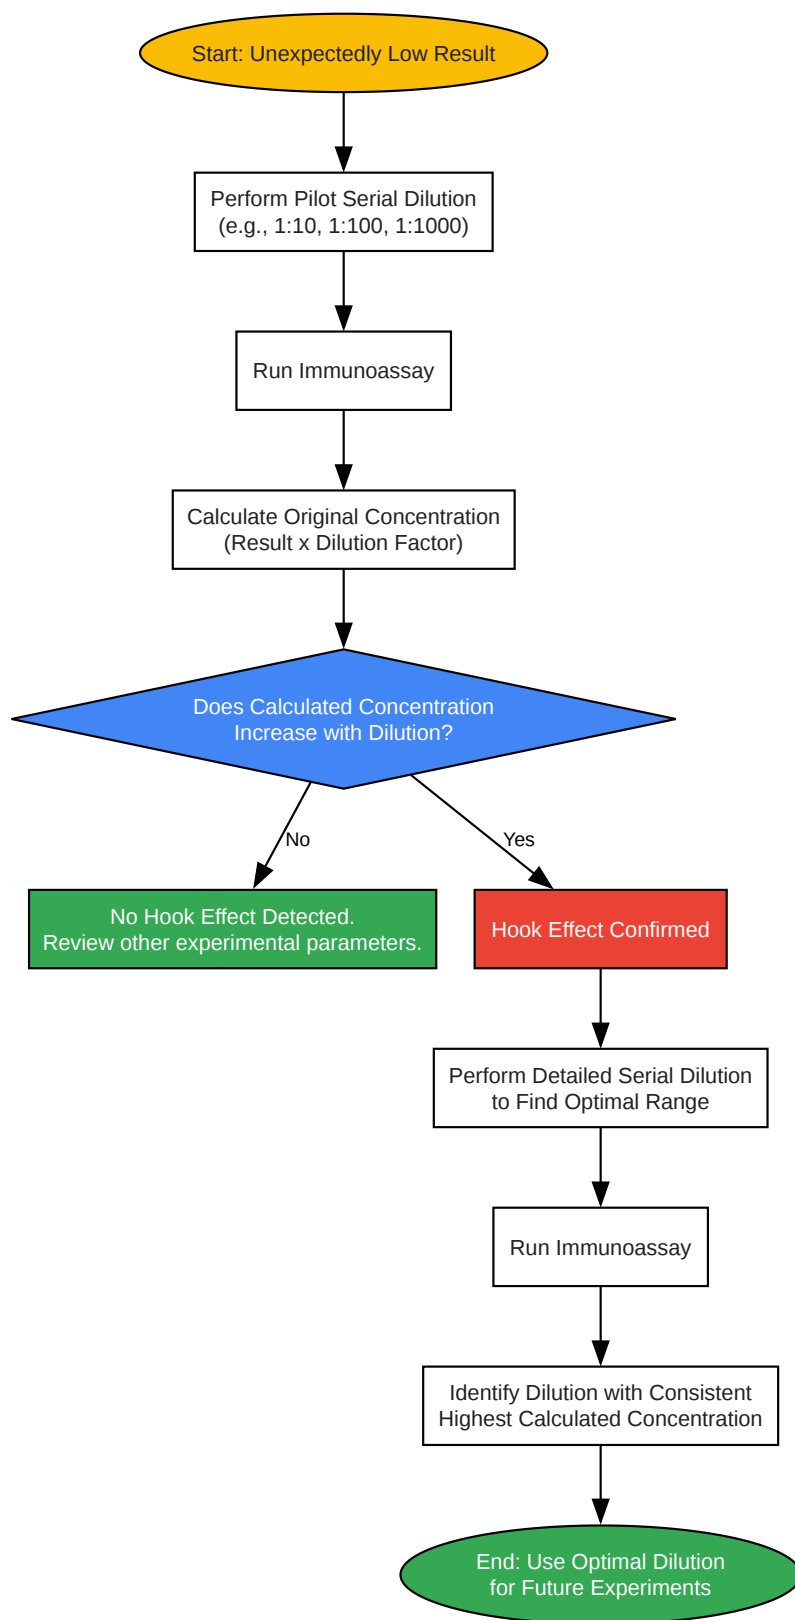 Start: Unexpectedly Low Result
Perform Pilot Serial Dilution
(e.g., 1:10, 1:100, 1:1000)
Run Immunoassay
Calculate Original Concentration
(Result x Dilution Factor)
Does Calculated Concentration
Increase with Dilution?
No
Yes
No Hook Effect Detected.
Review other experimental parameters.
Hook Effect Confirmed
Perform Detailed Serial Dilution
to Find Optimal Range
Run Immunoassay
Identify Dilution with Consistent
Highest Calculated Concentration
End: Use Optimal Dilution
for Future Experiments